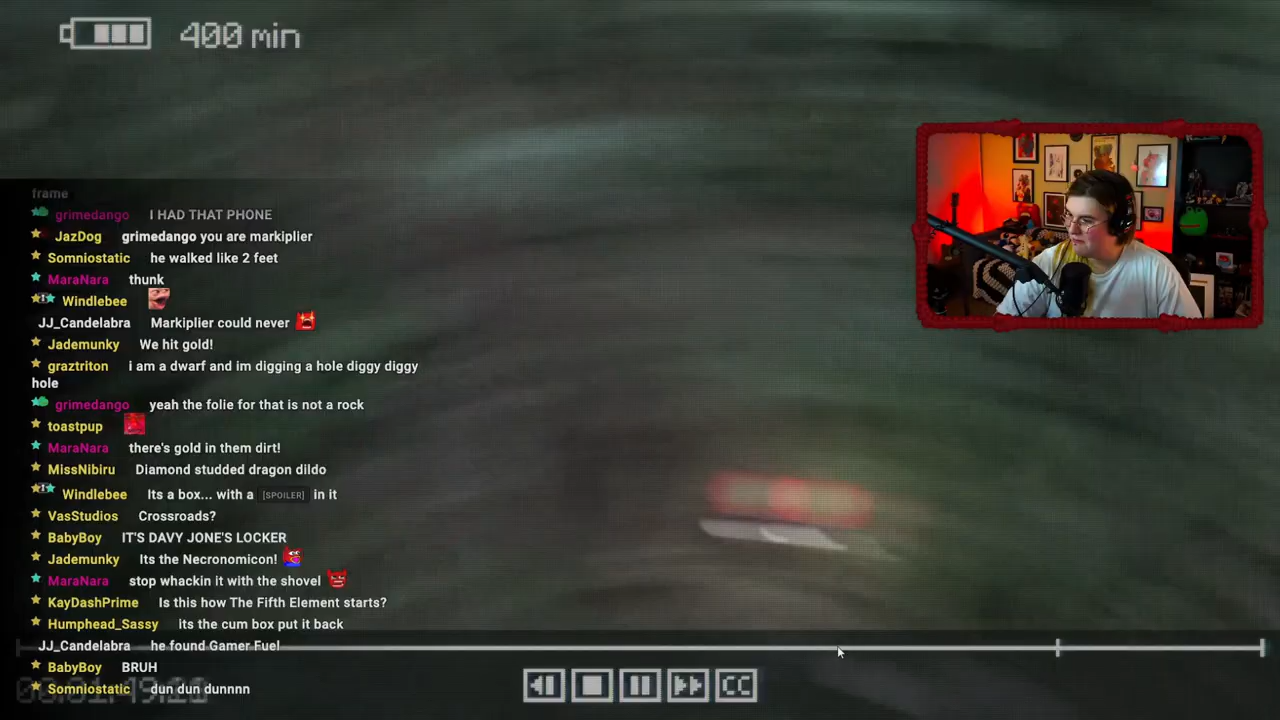 400 min
frame
grimedango I HAD THAT PHONE
JazDog grimedango you are markiplier
Somniostatic he walked like 2 feet
MaraNara thunk
Windlebee
JJ_Candelabra Markiplier could never
Jademunky We hit gold!
graztriton i am a dwarf and im digging a hole diggy diggy
hole
grimedango yeah the folie for that is not a rock
toastpup
MaraNara there's gold in them dirt!
MissNibiru Diamond studded dragon dildo
Windlebee Its a box... with a [SPOILER] in it
VasStudios Crossroads?
BabyBoy IT'S DAVY JONE'S LOCKER
Jademunky Its the Necronomicon!
MaraNara stop whackin it with the shovel
KayDashPrime Is this how The Fifth Element starts?
Humphead_Sassy its the cum box put it back
JJ_Candelabra he found Gamer Fuel
BabyBoy BRUH
Somniostatic dun dun dunnnn
CC